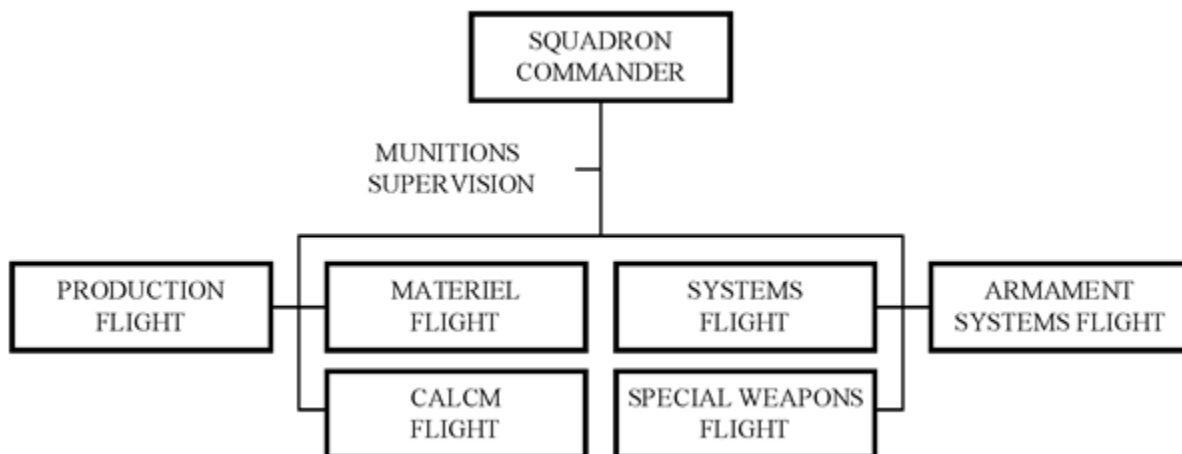 SQUADRON
COMMANDER
MUNITIONS
SUPERVISION
PRODUCTION
FLIGHT
MATERIEL
FLIGHT
SYSTEMS
FLIGHT
ARMAMENT
SYSTEMS FLIGHT
CALCM
FLIGHT
SPECIAL WEAPONS
FLIGHT